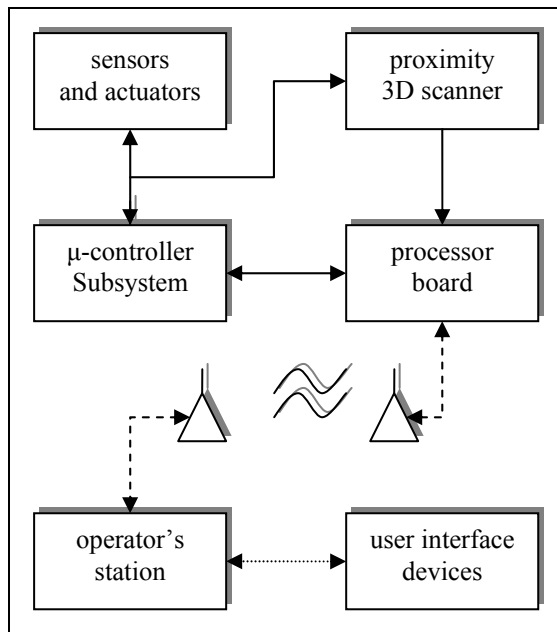 sensors
and actuators
proximity
3D scanner
μ-controller
Subsystem
processor
board
operator’s
station
user interface
devices